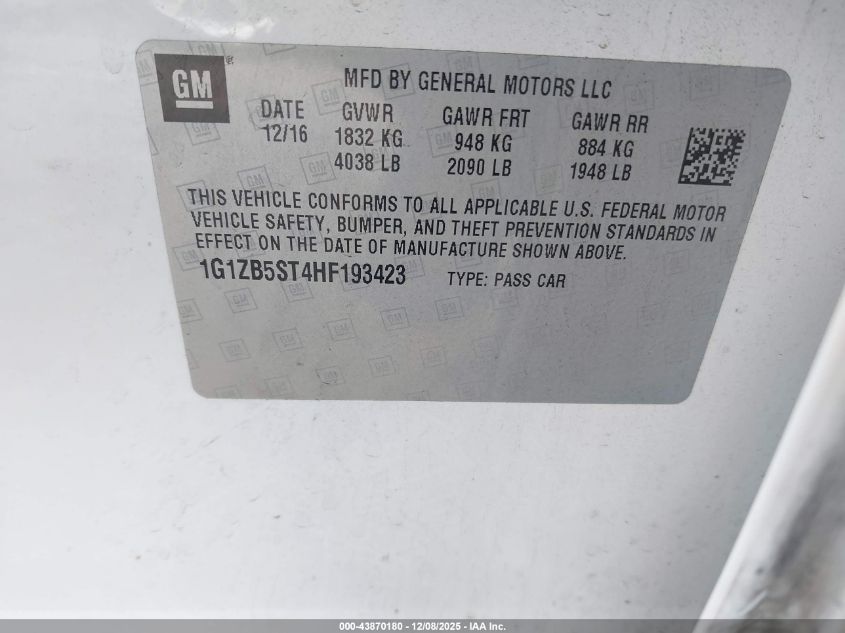 GM
MFD BY GENERAL MOTORS LLC
DATE GVWR GAWR FRT GAWR RR
12/16 1832 KG 948 KG 884 KG
4038 LB 2090 LB 1948 LB
THIS VEHICLE CONFORMS TO ALL APPLICABLE U.S. FEDERAL MOTOR
VEHICLE SAFETY, BUMPER, AND THEFT PREVENTION STANDARDS IN
EFFECT ON THE DATE OF MANUFACTURE SHOWN ABOVE.
1G1ZB5ST4HF193423 TYPE: PASS CAR
000-43870180 - 12/08/2025 - IAA Inc.